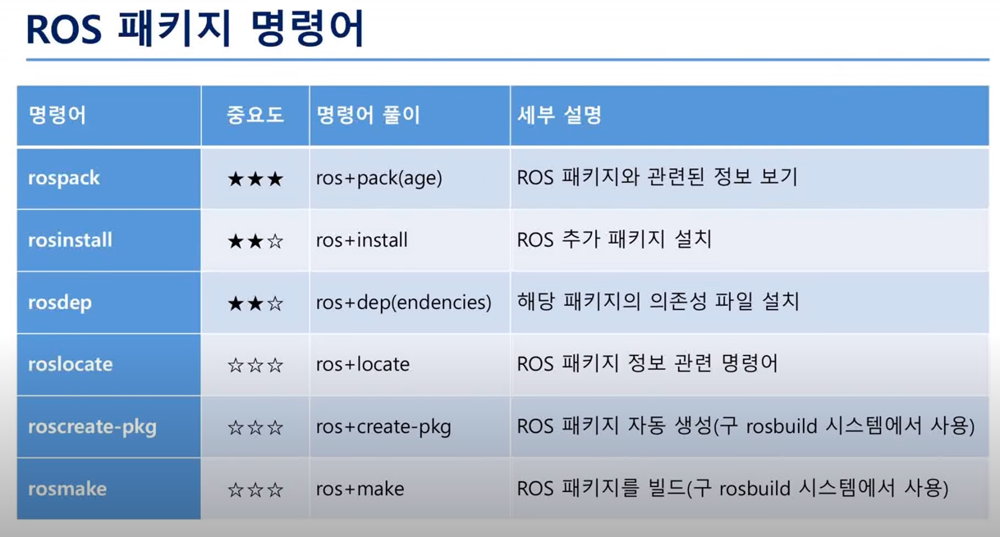 ROS 패키지 명령어
명령어 중요도 명령어 풀이 세부 설명
rospack ★★★ ros+pack(age) ROS 패키지와 관련된 정보 보기
rosinstall ★★☆ ros+install ROS 추가 패키지 설치
rosdep ★★☆ ros+dep(endencies) 해당 패키지의 의존성 파일 설치
roslocate ☆☆☆ ros+locate ROS 패키지 정보 관련 명령어
roscreate-pkg ☆☆☆ ros+create-pkg ROS 패키지 자동 생성(구 rosbuild 시스템에서 사용)
rosmake ☆☆☆ ros+make ROS 패키지를 빌드(구 rosbuild 시스템에서 사용)